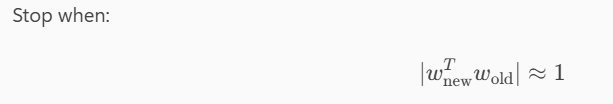 Stop when:
|w_new^T w_old| ≈ 1